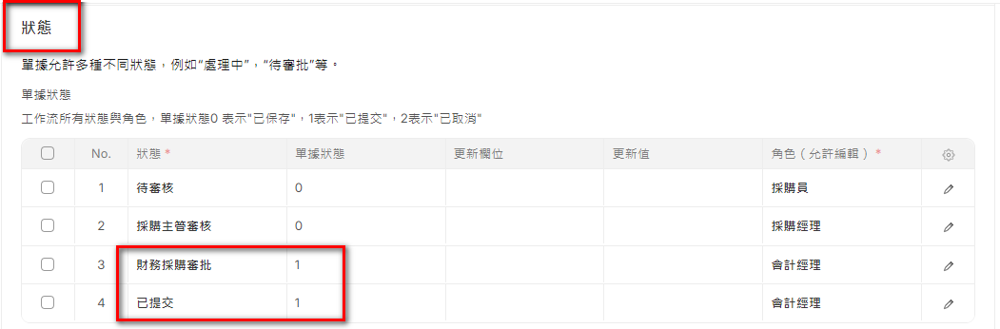 狀態
單據允許多種不同狀態，例如“處理中”，“待審批”等。
單據狀態
工作流所有狀態與角色，單據狀態0 表示"已保存"，1表示"已提交"，2表示"已取消"
No. 狀態 * 單據狀態 更新欄位 更新值 角色（允許編輯） *
1 待審核 0 採購員
2 採購主管審核 0 採購經理
3 財務採購審批 1 會計經理
4 已提交 1 會計經理